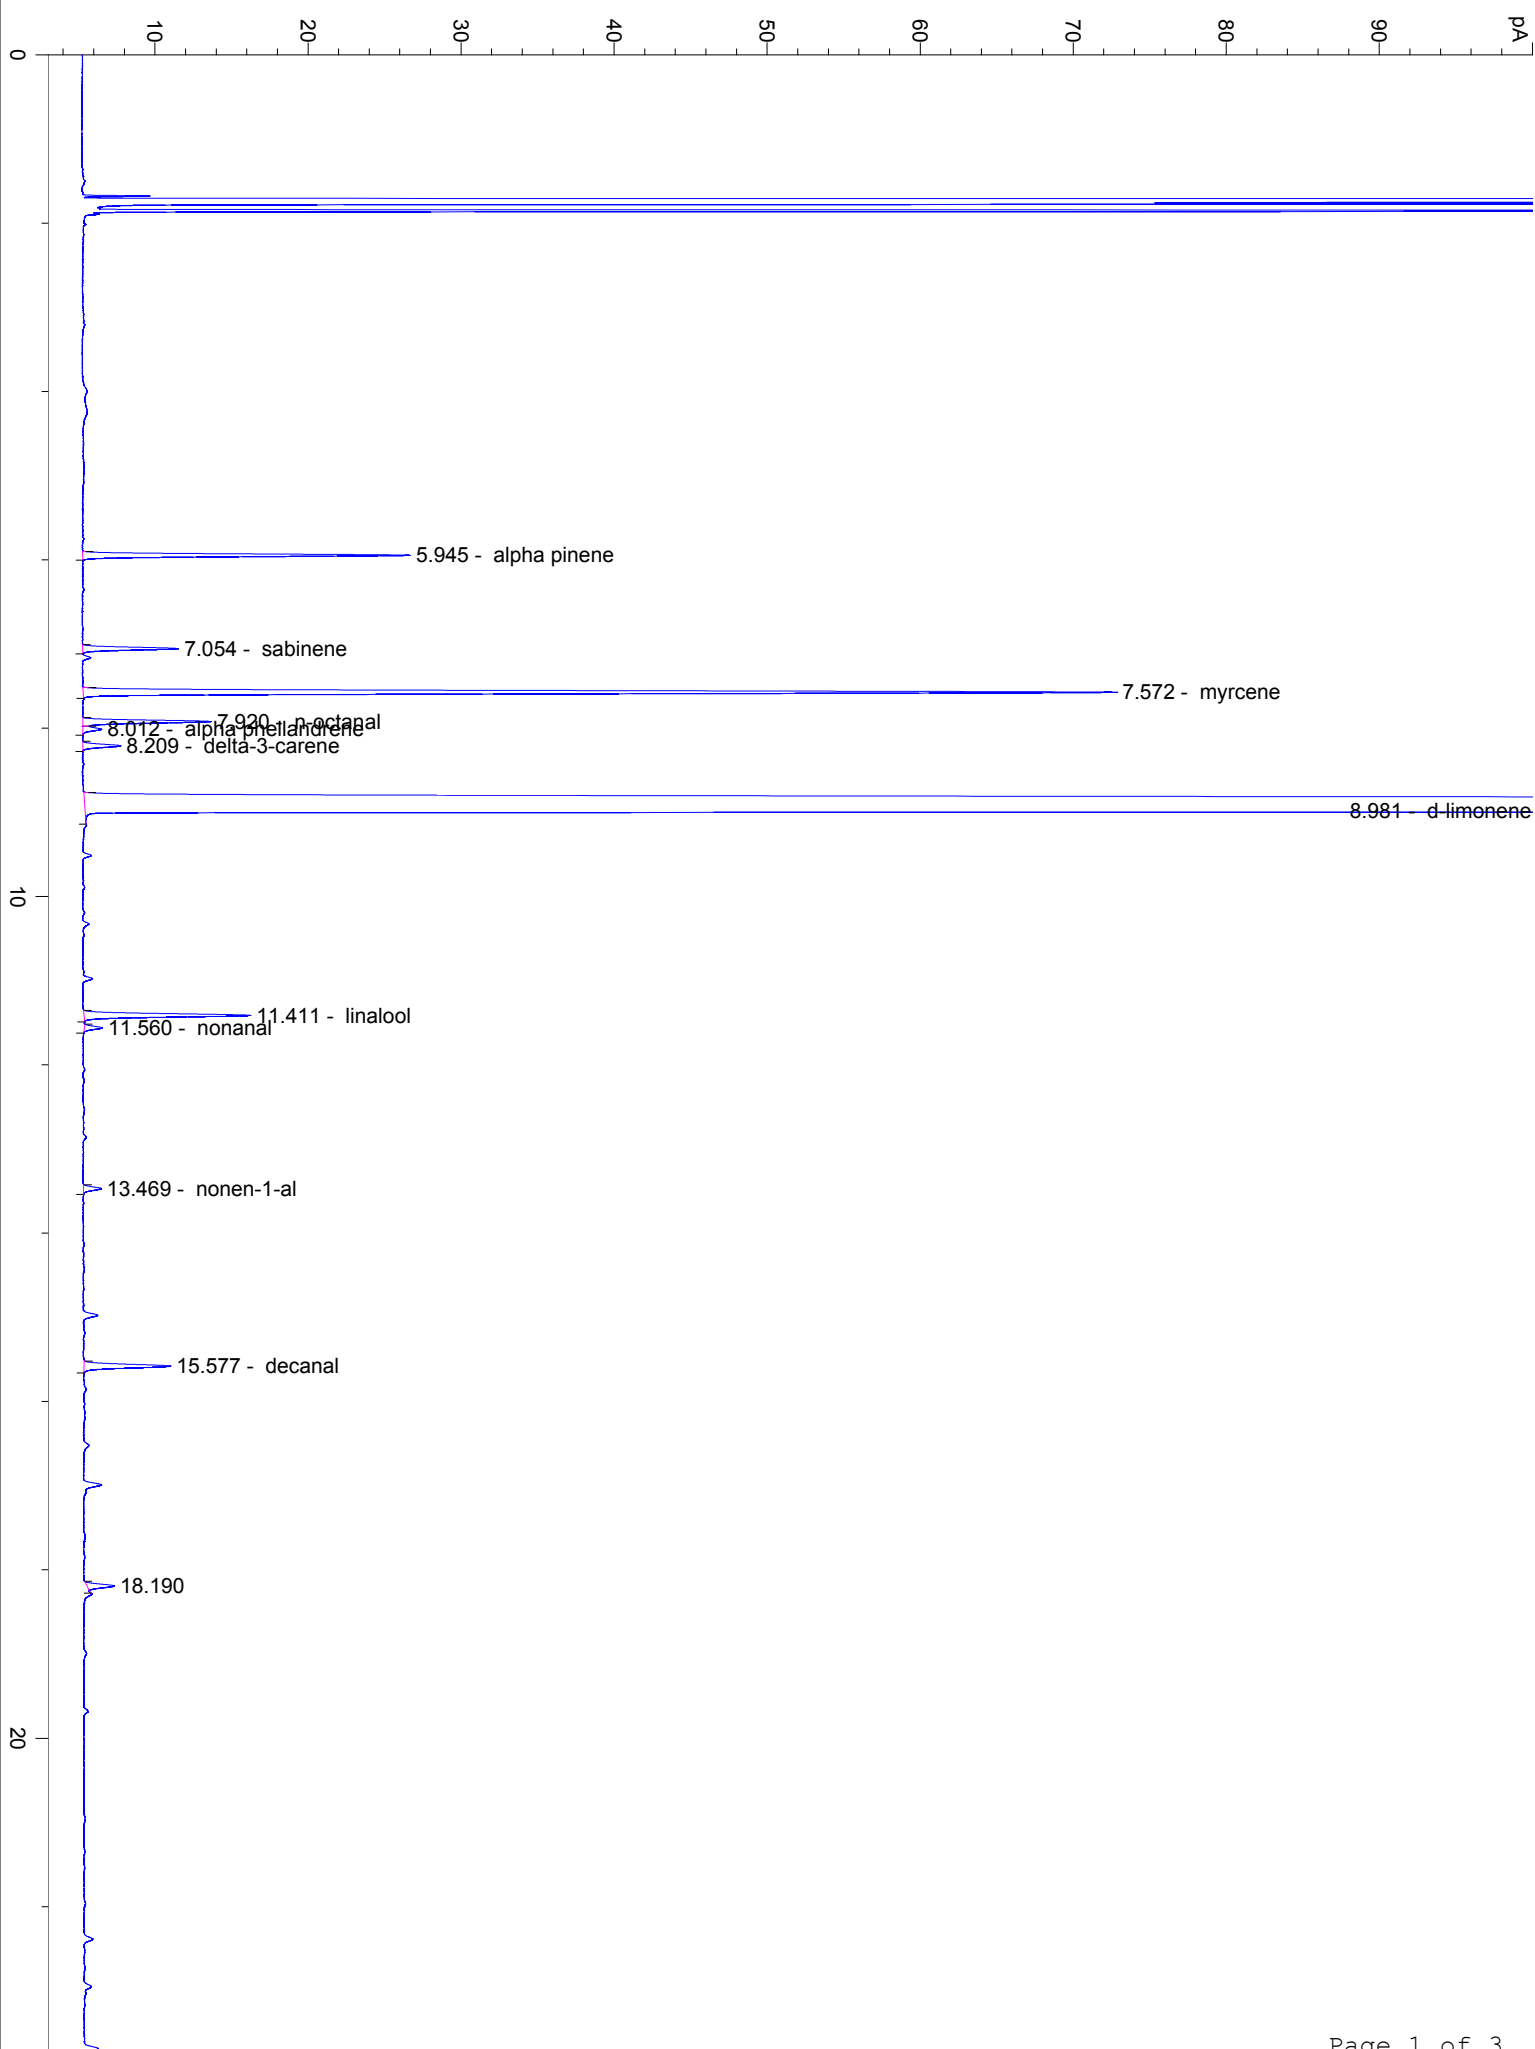 10
20
30
40
50
60
70
80
90
pA
0
5.945 - alpha pinene
7.054 - sabinene
7.572 - myrcene
7.920 - n-octanal
8.012 - alpha phellandrene
8.209 - delta-3-carene
8.981 - d-limonene
10
11.411 - linalool
11.560 - nonanal
13.469 - nonen-1-al
15.577 - decanal
18.190
20
Page 1 of 3